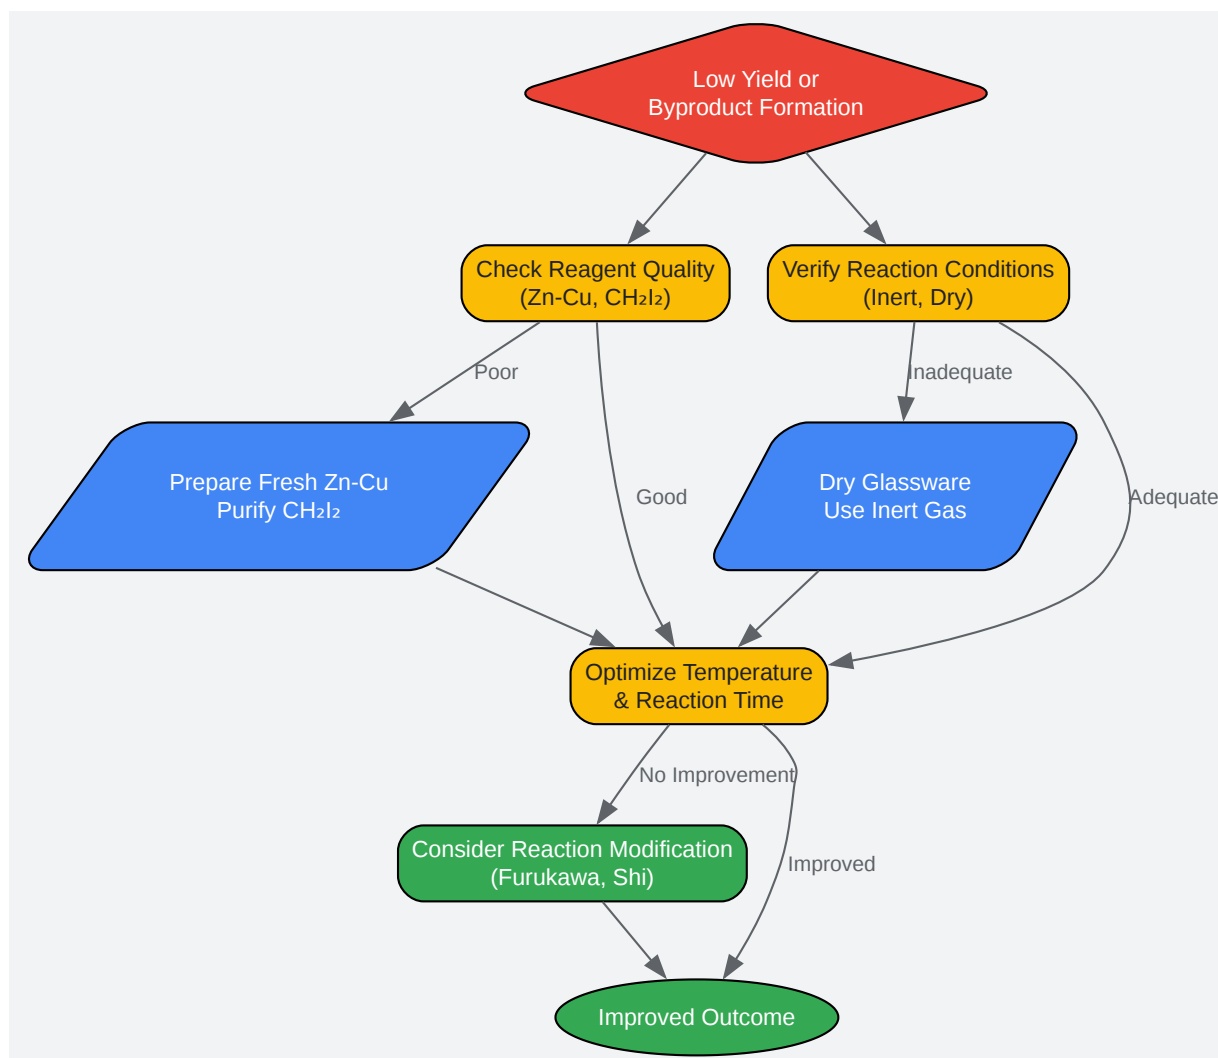 Low Yield or
Byproduct Formation
Check Reagent Quality
(Zn-Cu, CH₂I₂)
Verify Reaction Conditions
(Inert, Dry)
Poor
Inadequate
Prepare Fresh Zn-Cu
Purify CH₂I₂
Good
Dry Glassware
Use Inert Gas
Adequate
Optimize Temperature
& Reaction Time
No Improvement
Consider Reaction Modification
(Furukawa, Shi)
Improved
Improved Outcome